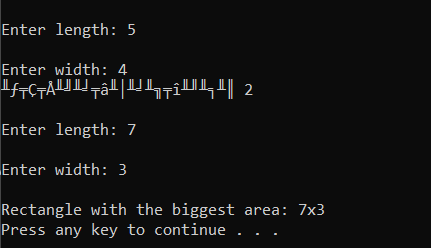 Enter length: 5
Enter width: 4
╨ƒ╤Ç╤Å╨╝╨╛╤â╨│╨╛╨╗╤î╨╜╨╕╨║ 2
Enter length: 7
Enter width: 3
Rectangle with the biggest area: 7x3
Press any key to continue . . .